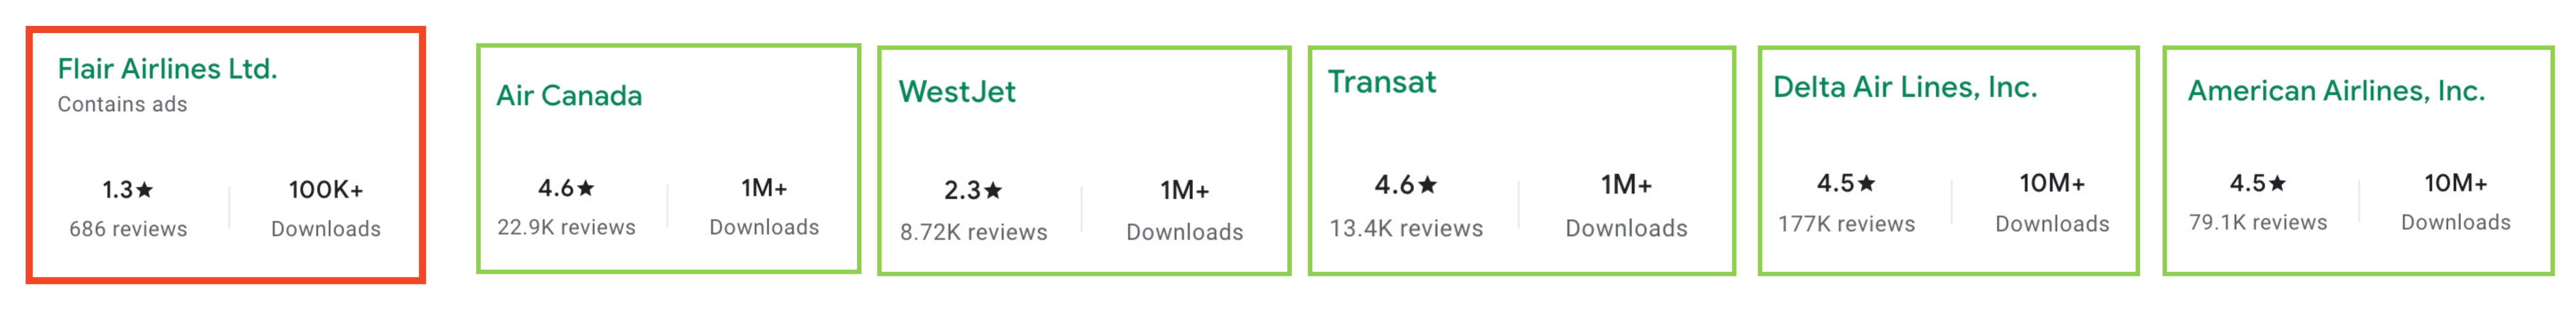 Flair Airlines Ltd.
Contains ads
1.3★ 100K+
686 reviews Downloads
Air Canada
4.6★ 1M+
22.9K reviews Downloads
WestJet
2.3★ 1M+
8.72K reviews Downloads
Transat
4.6★ 1M+
13.4K reviews Downloads
Delta Air Lines, Inc.
4.5★ 10M+
177K reviews Downloads
American Airlines, Inc.
4.5★ 10M+
79.1K reviews Downloads